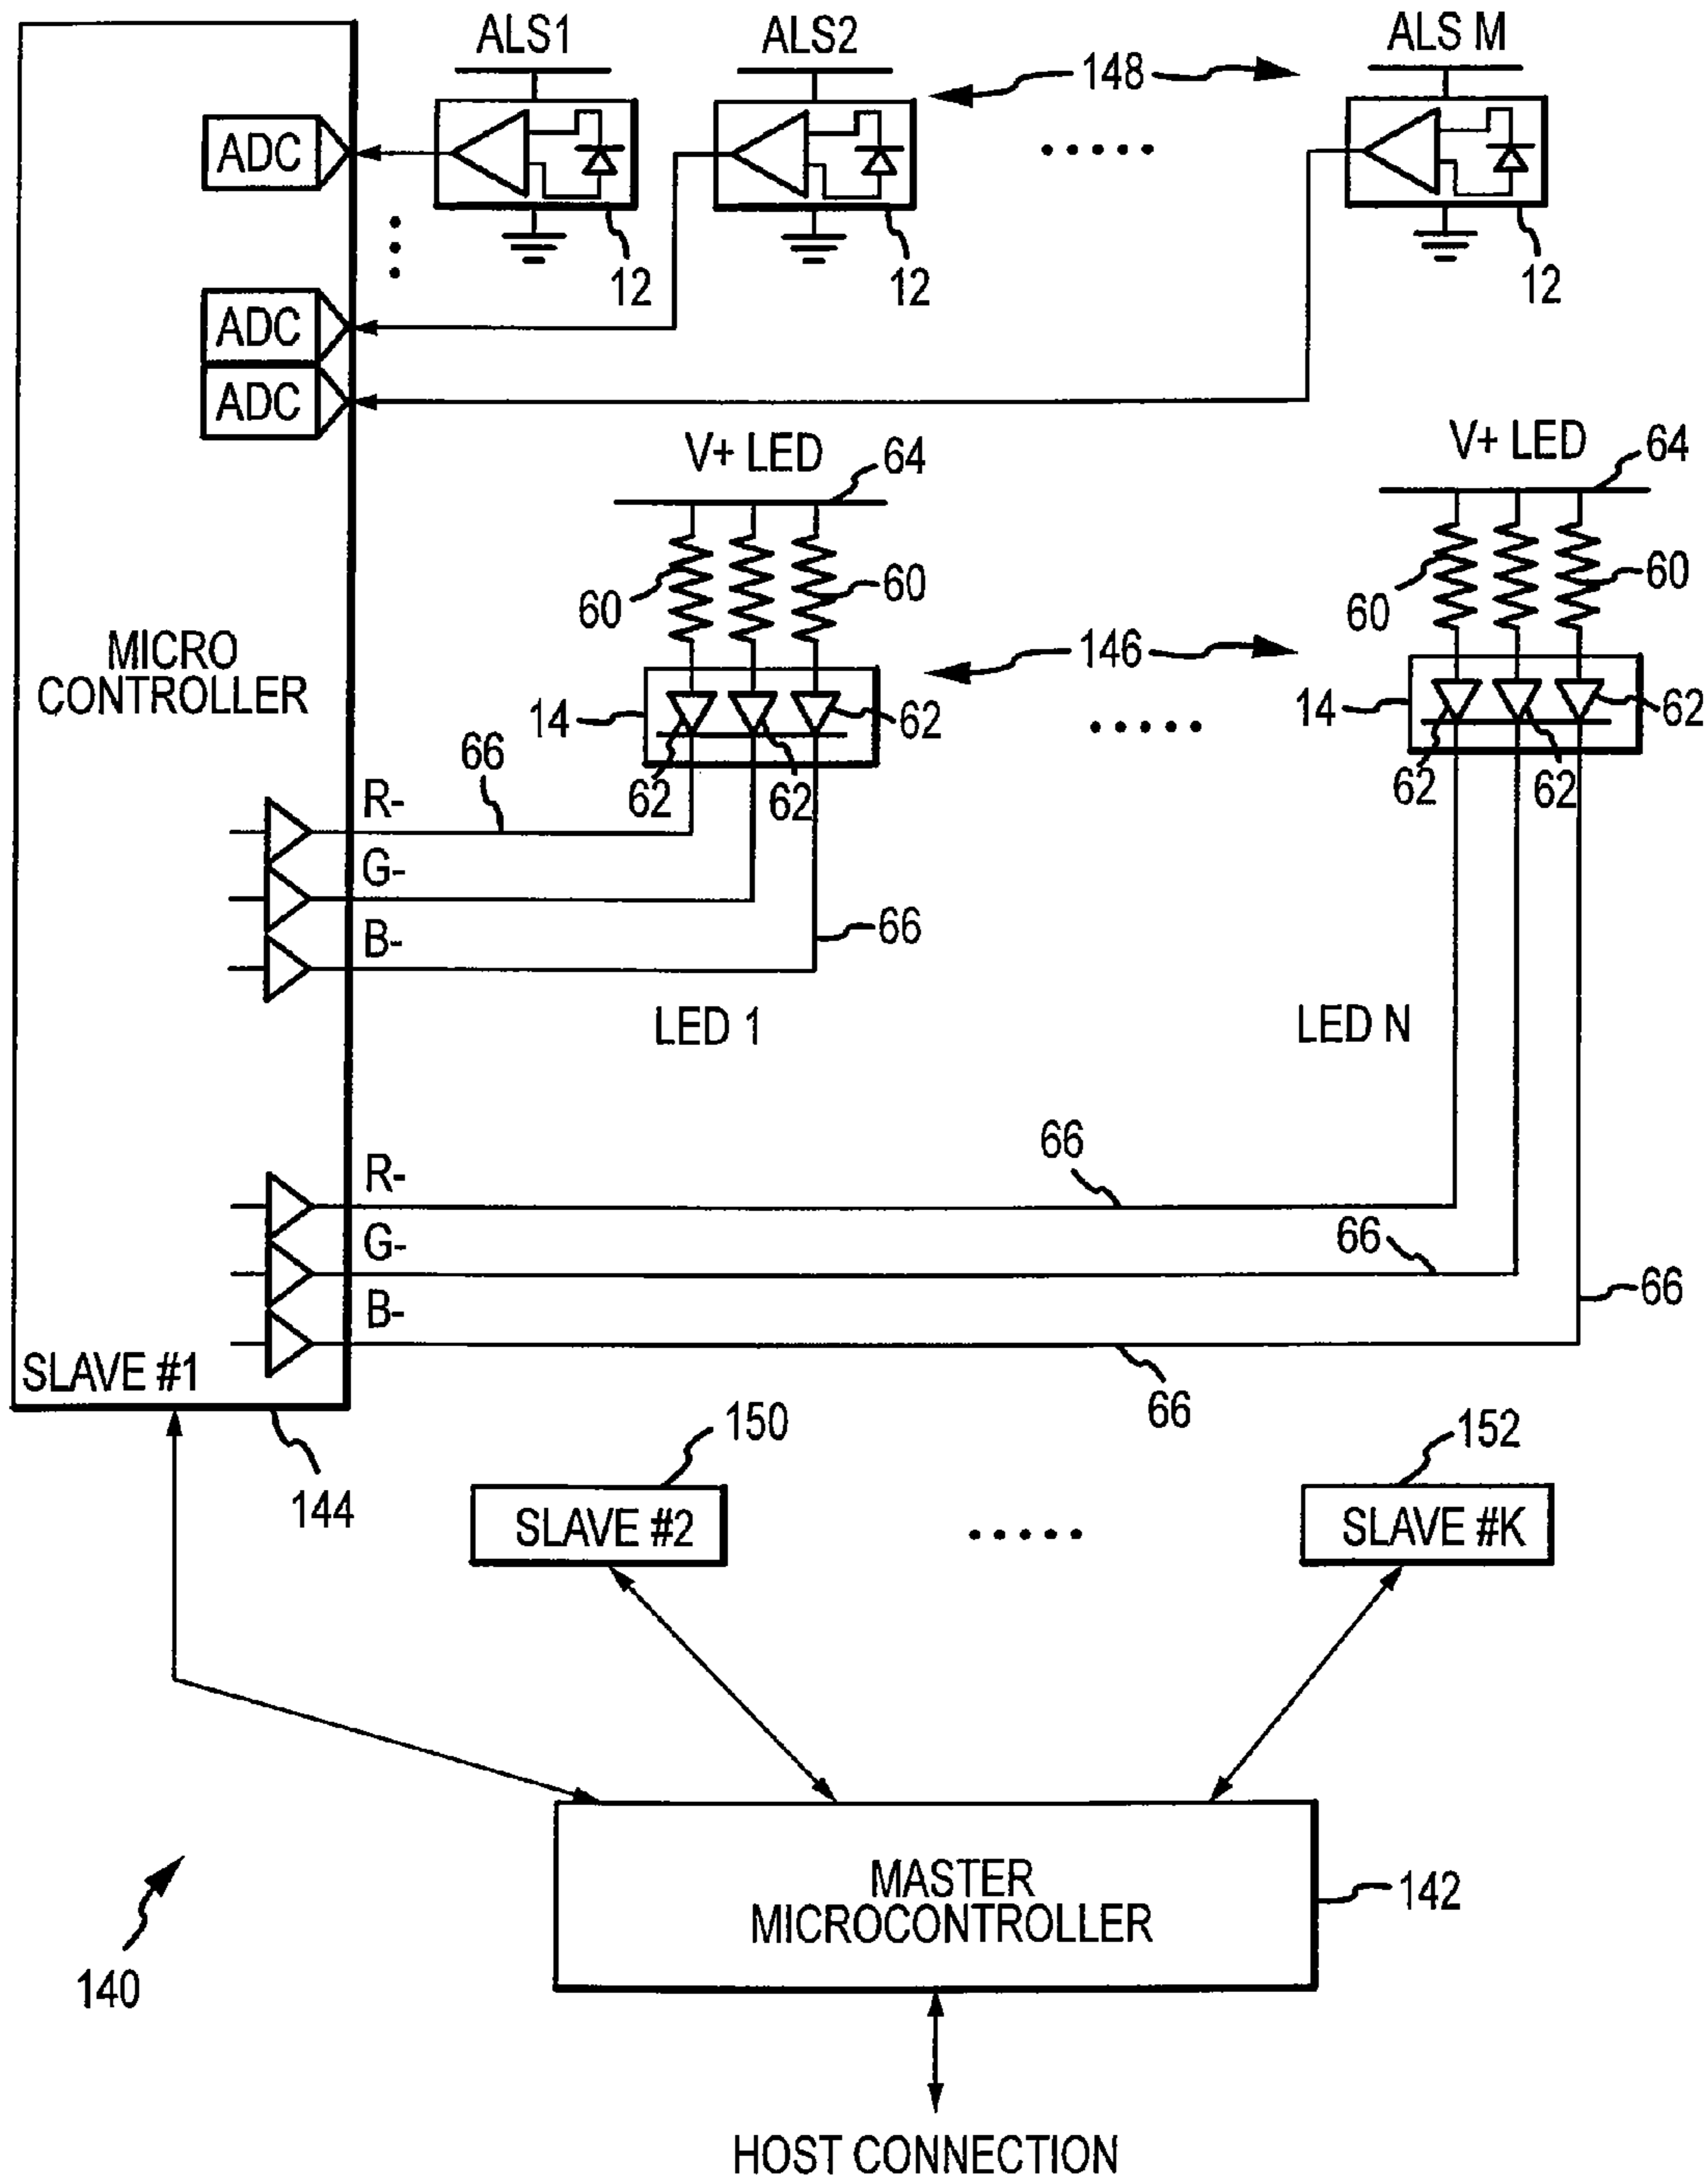 ALS1
ALS2
ALS M
148
ADC
12
12
12
ADC
ADC
V+ LED
64
V+ LED
64
60
60
60
60
MICRO
CONTROLLER
146
14
62
14
62
62
62
62
62
66
R-
G-
B-
66
LED 1
LED N
66
R-
66
G-
66
B-
SLAVE #1
66
144
150
152
SLAVE #2
SLAVE #K
MASTER
MICROCONTROLLER
142
140
HOST CONNECTION